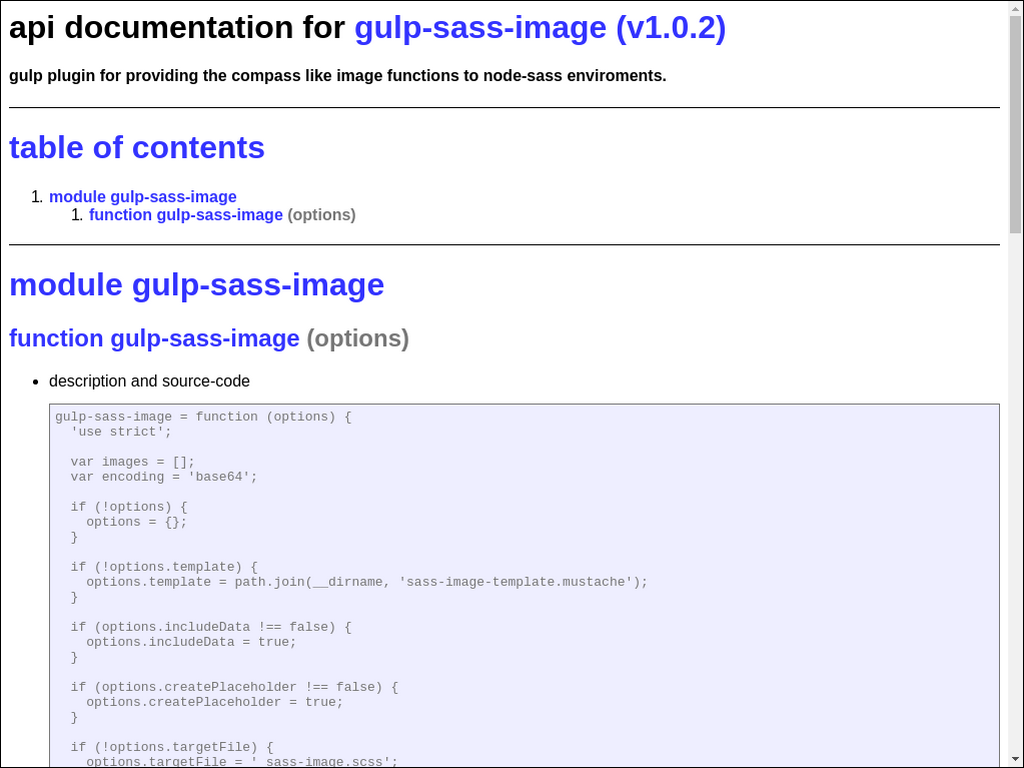 api documentation for gulp-sass-image (v1.0.2)
gulp plugin for providing the compass like image functions to node-sass enviroments.
table of contents
1. module gulp-sass-image
1. function gulp-sass-image (options)
module gulp-sass-image
function gulp-sass-image (options)
• description and source-code
gulp-sass-image = function (options) {
'use strict';
var images = [];
var encoding = 'base64';
if (!options) {
options = {};
}
if (!options.template) {
options.template = path.join(__dirname, 'sass-image-template.mustache');
}
if (options.includeData !== false) {
options.includeData = true;
}
if (options.createPlaceholder !== false) {
options.createPlaceholder = true;
}
if (!options.targetFile) {
options.targetFile = '_sass-image.scss';